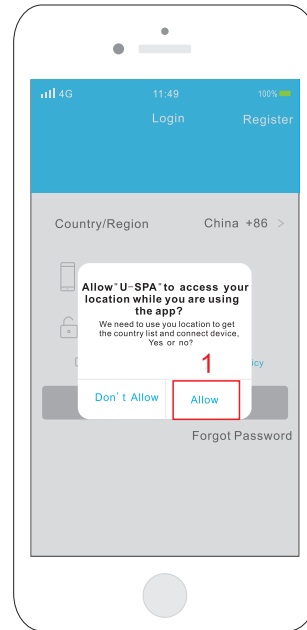 4G 11:49 100%
Login Register
Country/Region China +86 >
Allow"U-SPA"to access your
location while you are using
the app?
We need to use you location to get
the country list and connect device,
Yes or no?
1
icy
Don't Allow Allow
Forgot Password